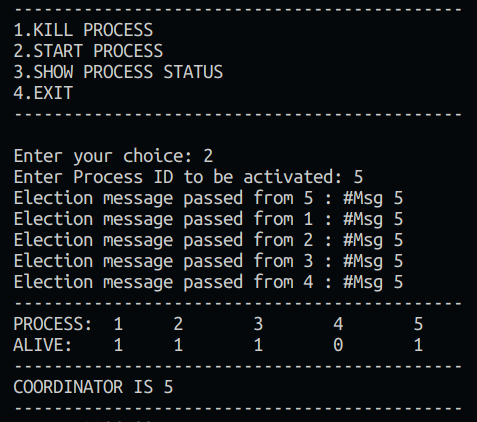 ---------------------------------------------
1.KILL PROCESS
2.START PROCESS
3.SHOW PROCESS STATUS
4.EXIT
---------------------------------------------
Enter your choice: 2
Enter Process ID to be activated: 5
Election message passed from 5 : #Msg 5
Election message passed from 1 : #Msg 5
Election message passed from 2 : #Msg 5
Election message passed from 3 : #Msg 5
Election message passed from 4 : #Msg 5
---------------------------------------------
PROCESS:  1     2       3       4       5
ALIVE:    1     1       1       0       1
---------------------------------------------
COORDINATOR IS 5
---------------------------------------------